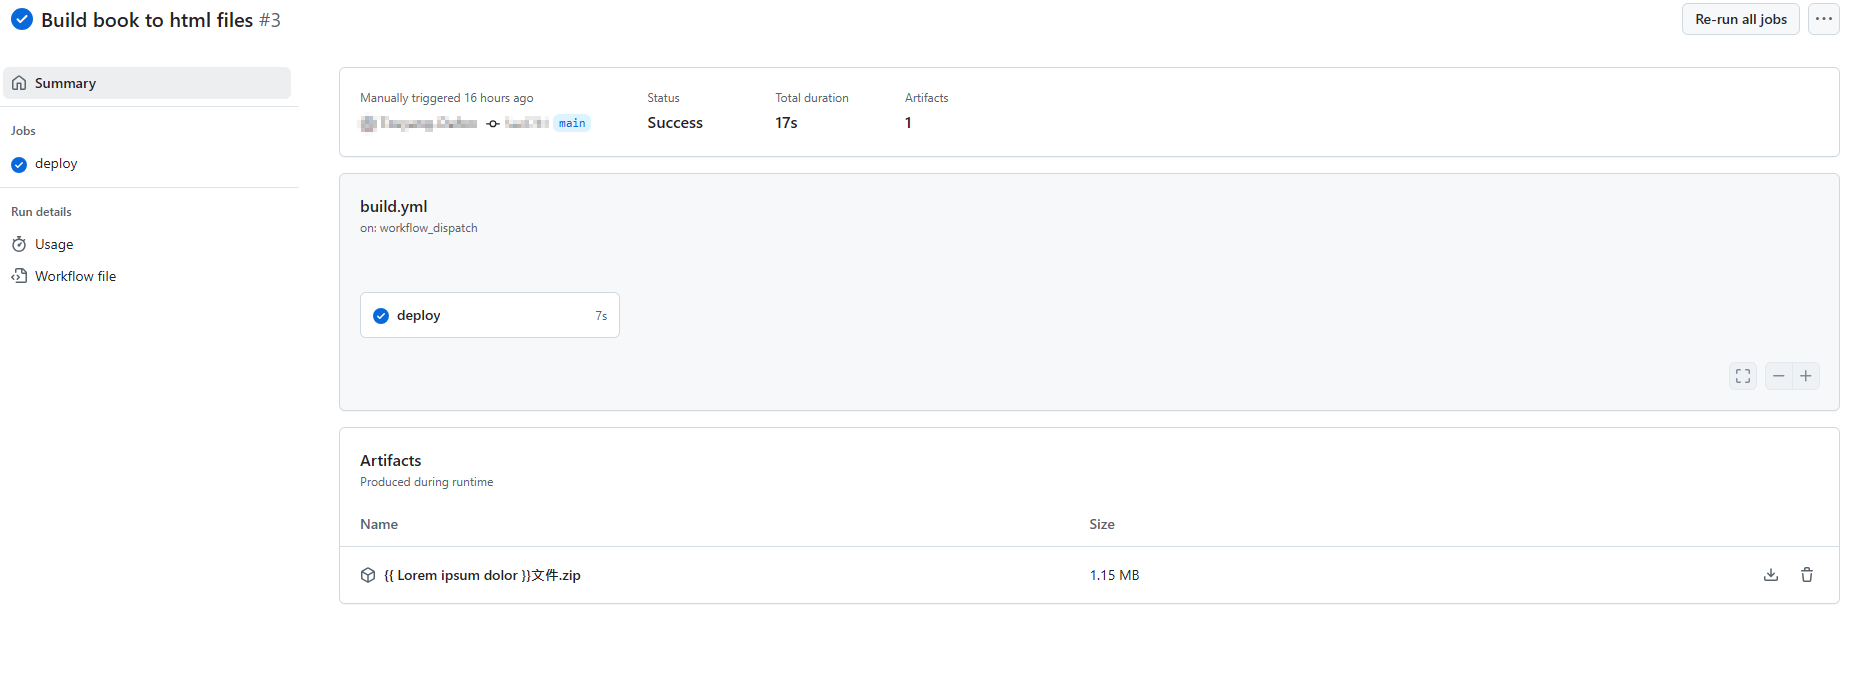 Build book to html files #3
Re-run all jobs
Summary
Jobs
deploy
Run details
Usage
Workflow file
Manually triggered 16 hours ago
main
Status
Success
Total duration
17s
Artifacts
1
build.yml
on: workflow_dispatch
deploy 7s
Artifacts
Produced during runtime
Name Size
{{ Lorem ipsum dolor }}文件.zip 1.15 MB